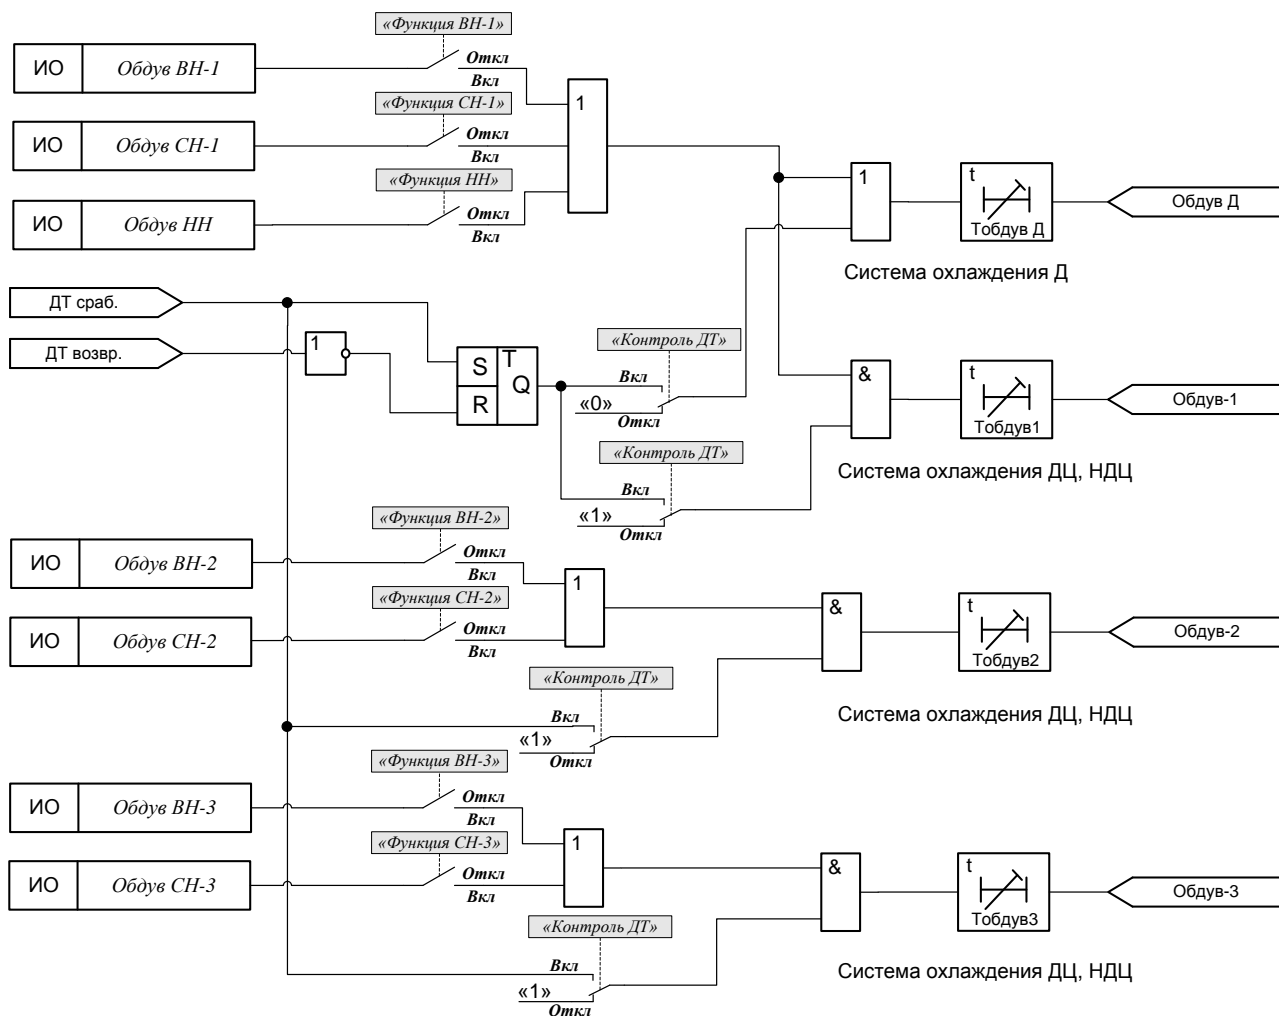 «Функция ВН-1»
ИО Обдув ВН-1
Откл
Вкл
1
«Функция СН-1»
ИО Обдув СН-1
Откл
Вкл
«Функция НН»
ИО Обдув НН
Откл
Вкл
1
t
Тобдув Д
Обдув Д
Система охлаждения Д
ДТ сраб.
ДТ возвр.
1
S T
R Q
«Контроль ДТ»
Вкл
«0»
Откл
&
t
Тобдув1
Обдув-1
«Контроль ДТ»
Система охлаждения ДЦ, НДЦ
Вкл
«1»
Откл
«Функция ВН-2»
ИО Обдув ВН-2
Откл
Вкл
1
«Функция СН-2»
ИО Обдув СН-2
Откл
Вкл
&
t
Тобдув2
Обдув-2
«Контроль ДТ»
Система охлаждения ДЦ, НДЦ
Вкл
«1»
Откл
«Функция ВН-3»
ИО Обдув ВН-3
Откл
Вкл
1
«Функция СН-3»
ИО Обдув СН-3
Откл
Вкл
&
t
Тобдув3
Обдув-3
«Контроль ДТ»
Система охлаждения ДЦ, НДЦ
Вкл
«1»
Откл